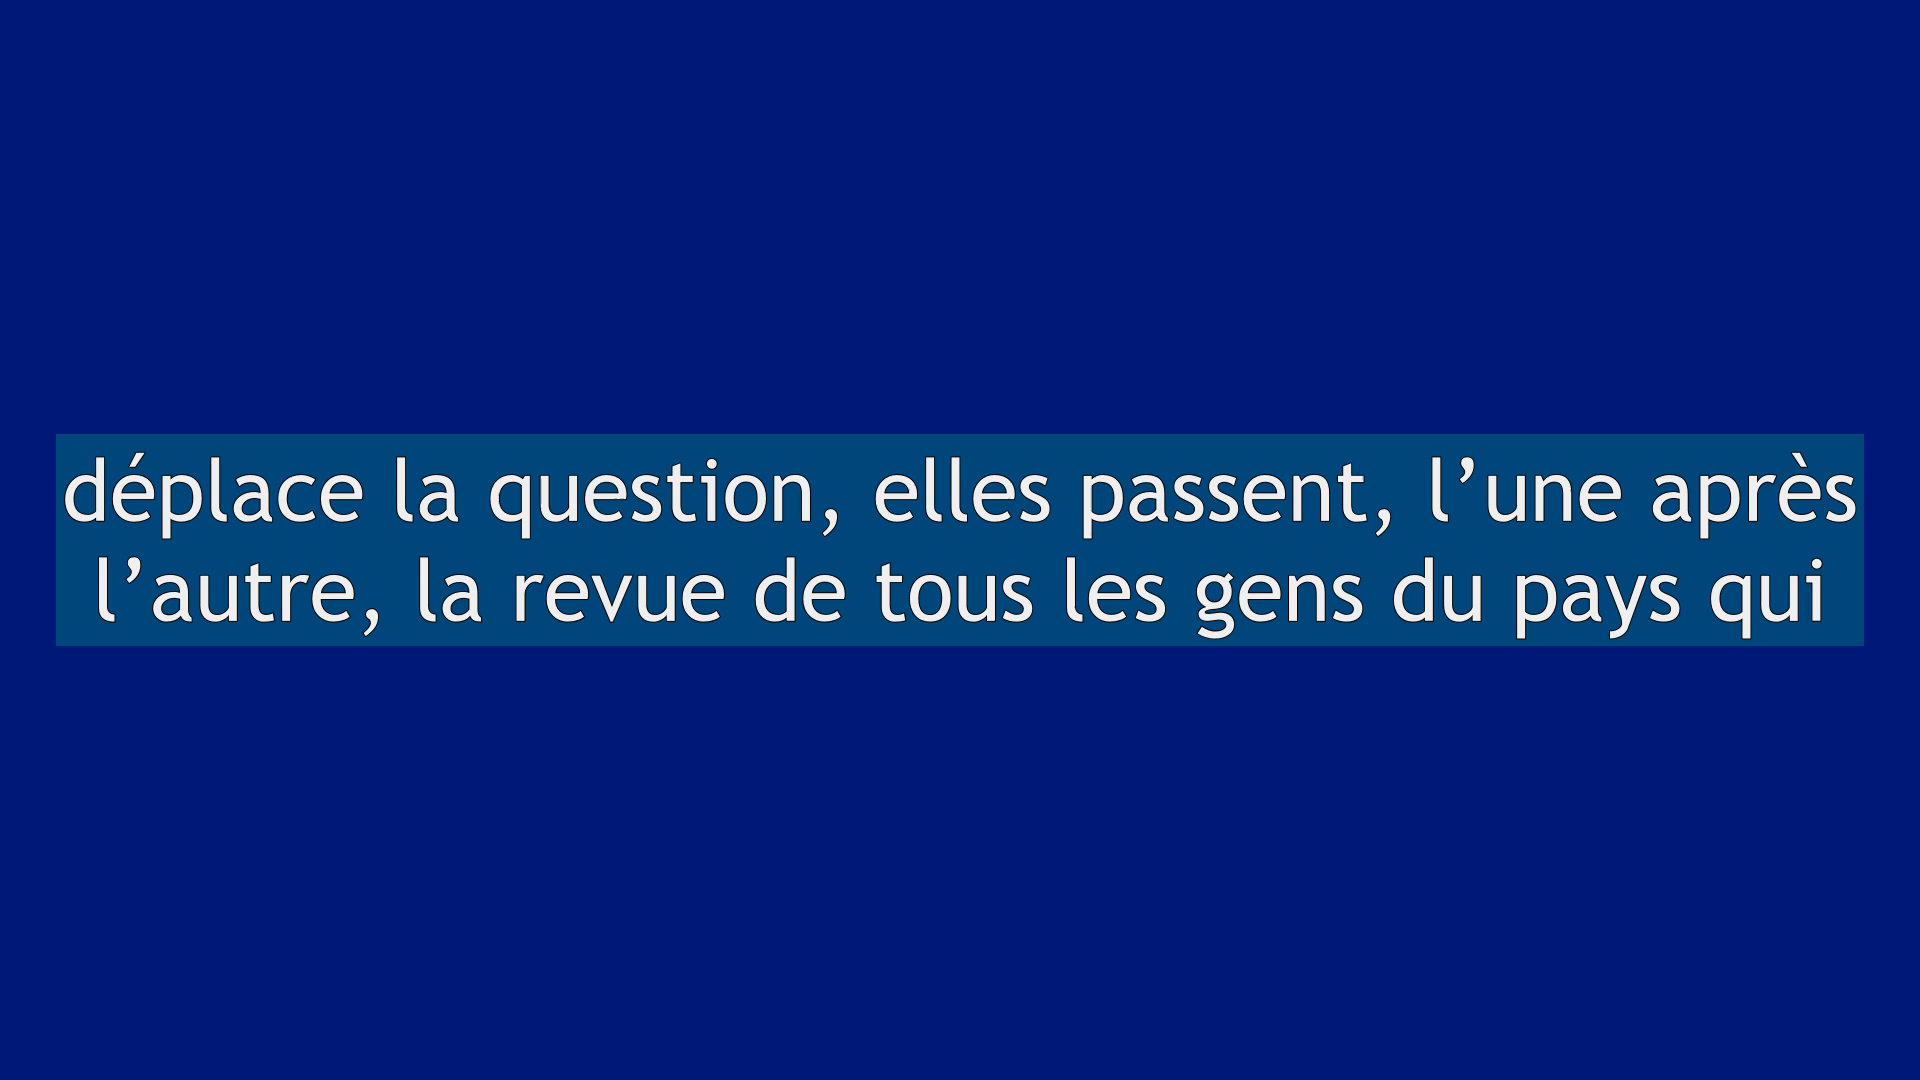 déplace la question, elles passent, l’une après
l’autre, la revue de tous les gens du pays qui